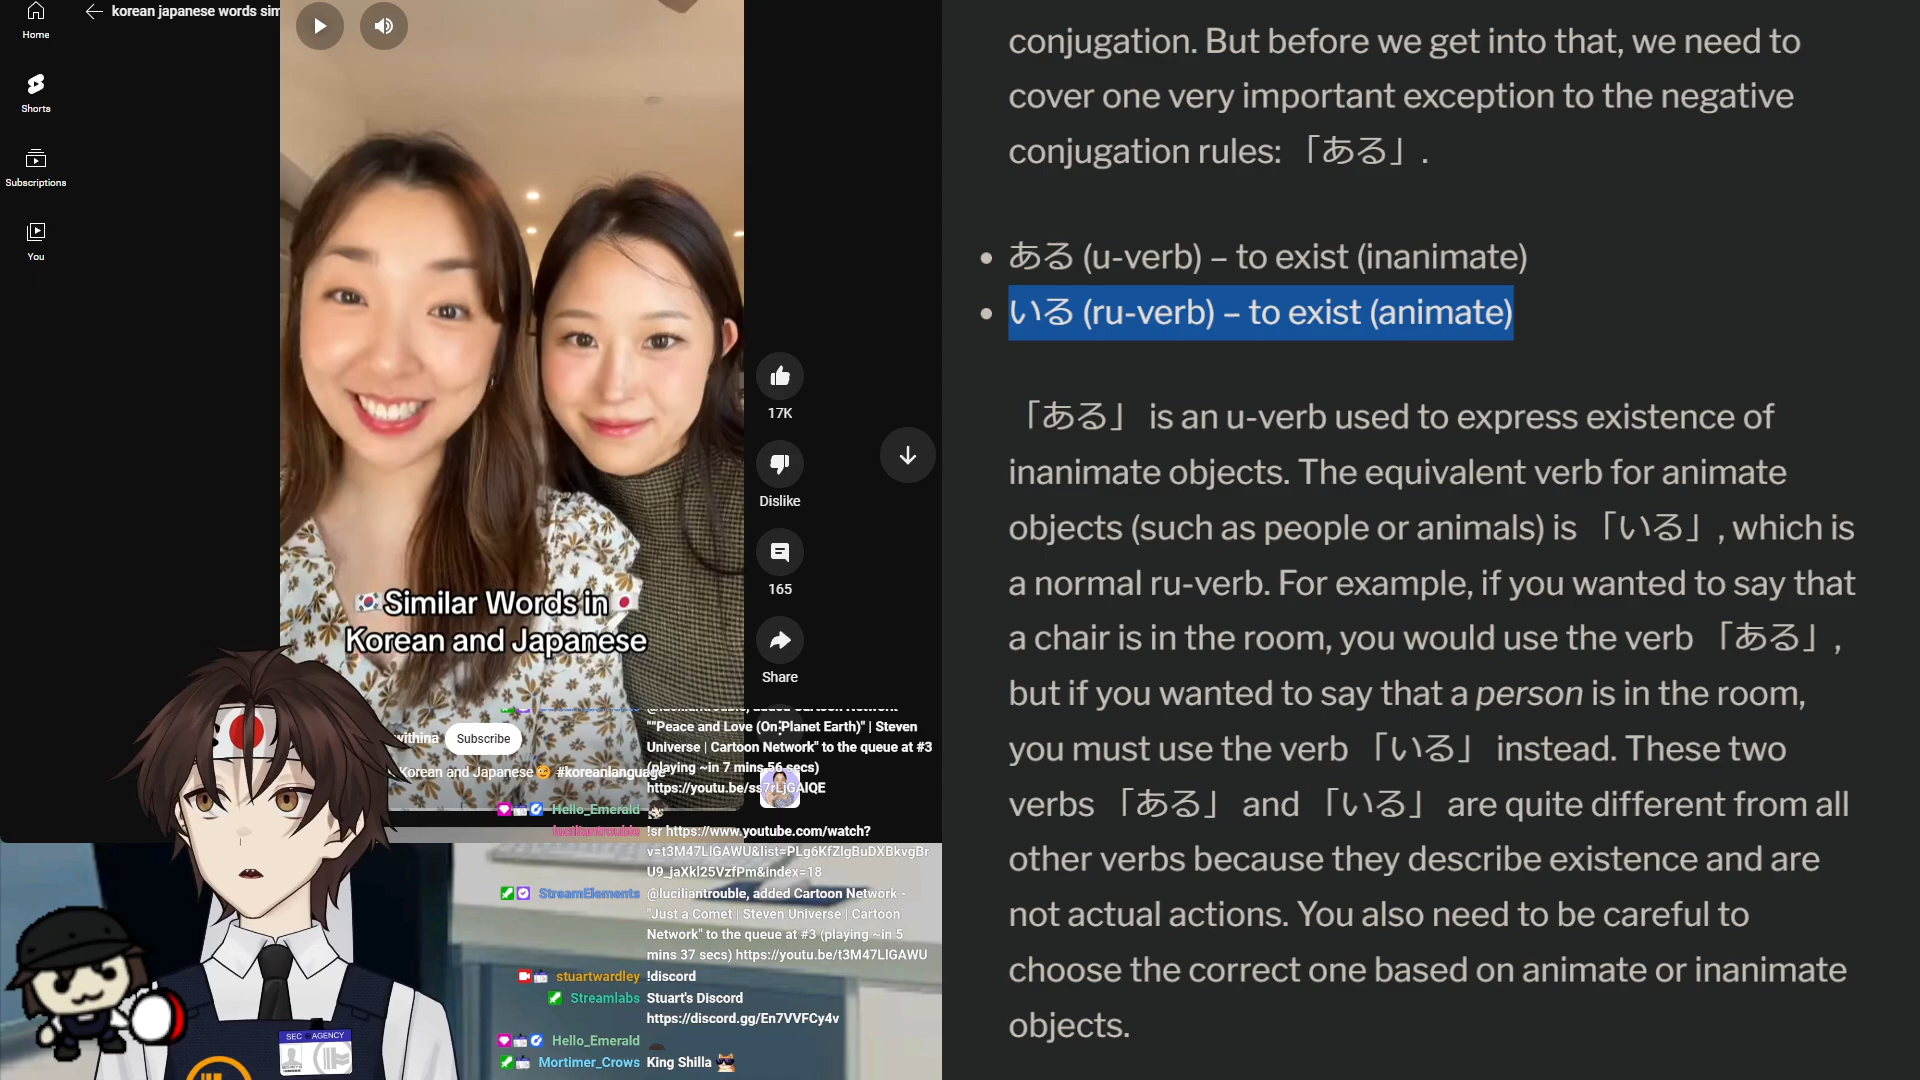 korean japanese words sim
Home
Shorts
Subscriptions
You
17K
Dislike
165
Share
Similar Words in
Korean and Japanese
withina
Subscribe
Korean and Japanese #koreanlanguage
""Peace and Love (On Planet Earth)" | Steven
Universe | Cartoon Network" to the queue at #3
(playing ~in 7 mins 56 secs)
https://youtu.be/ss7rLjGAIQE
Hello_Emerald
luciliantrouble !sr https://www.youtube.com/watch?
v=t3M47LIGAWU&list=PLg6KfZIgBuDXBkvgBr
U9_jaXkl25VzfPm&index=18
StreamElements @luciliantrouble, added Cartoon Network -
"Just a Comet | Steven Universe | Cartoon
Network" to the queue at #3 (playing ~in 5
mins 37 secs) https://youtu.be/t3M47LIGAWU
stuartwardley !discord
Streamlabs Stuart's Discord
https://discord.gg/En7VVFCy4v
Hello_Emerald
Mortimer_Crows King Shilla
AGENCY
conjugation. But before we get into that, we need to
cover one very important exception to the negative
conjugation rules: 「ある」.
• ある (u-verb) – to exist (inanimate)
• いる (ru-verb) – to exist (animate)
「ある」 is an u-verb used to express existence of
inanimate objects. The equivalent verb for animate
objects (such as people or animals) is 「いる」, which is
a normal ru-verb. For example, if you wanted to say that
a chair is in the room, you would use the verb 「ある」,
but if you wanted to say that a person is in the room,
you must use the verb 「いる」 instead. These two
verbs 「ある」 and 「いる」 are quite different from all
other verbs because they describe existence and are
not actual actions. You also need to be careful to
choose the correct one based on animate or inanimate
objects.